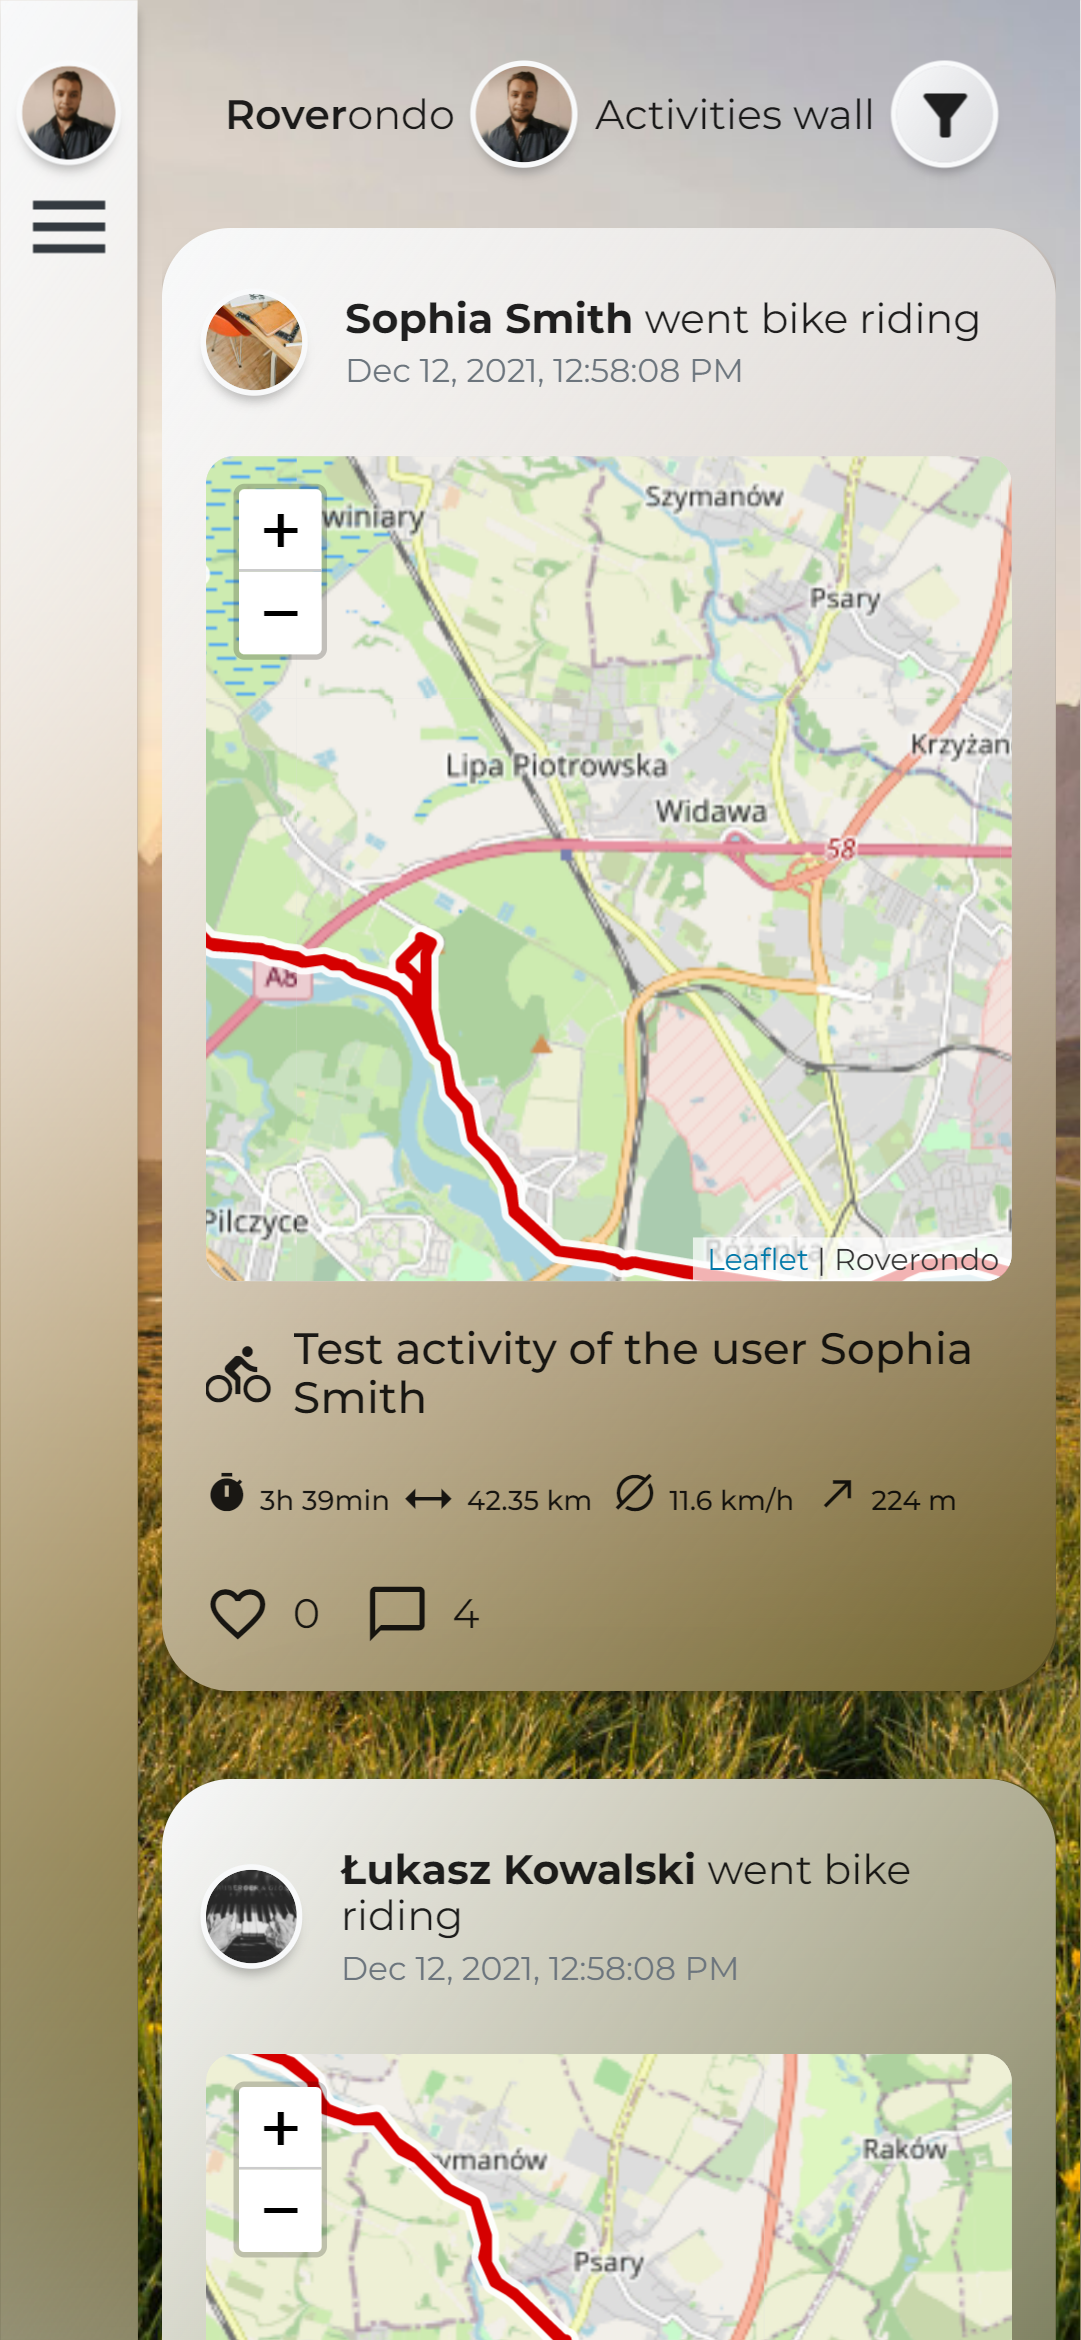 Roverondo Activities wall
Sophia Smith went bike riding
Dec 12, 2021, 12:58:08 PM
+
−
winiary
Szymanów
Psary
Krzyżan
Lipa Piotrowska
Widawa
58
A8
Pilczyce
Leaflet | Roverondo
Test activity of the user Sophia
Smith
3h 39min 42.35 km 11.6 km/h 224 m
0 4
Łukasz Kowalski went bike
riding
Dec 12, 2021, 12:58:08 PM
+
−
ymanów
Raków
Psary